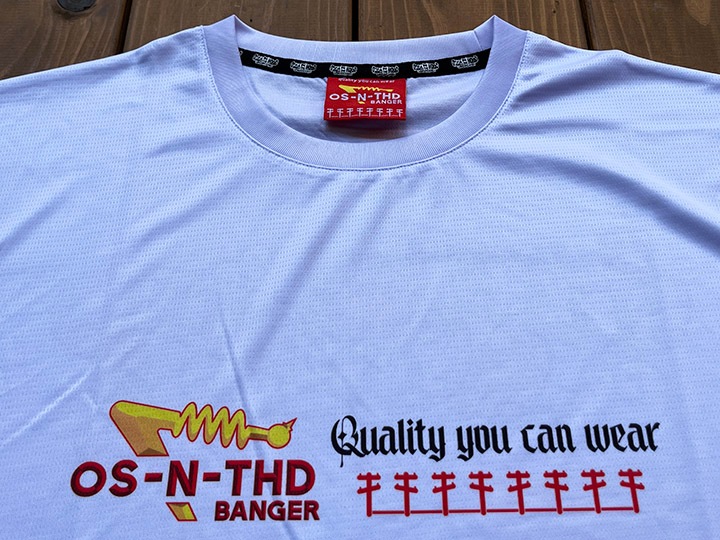 Quality you can wear
OS-N-THD
BANGER
OS-N-THD
BANGER
Quality you can wear